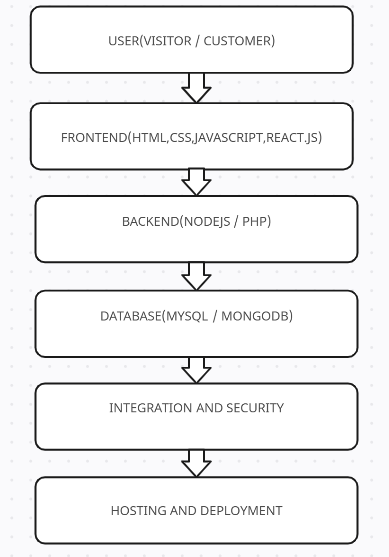 USER(VISITOR / CUSTOMER)
FRONTEND(HTML,CSS,JAVASCRIPT,REACT.JS)
BACKEND(NODEJS / PHP)
DATABASE(MYSQL / MONGODB)
INTEGRATION AND SECURITY
HOSTING AND DEPLOYMENT